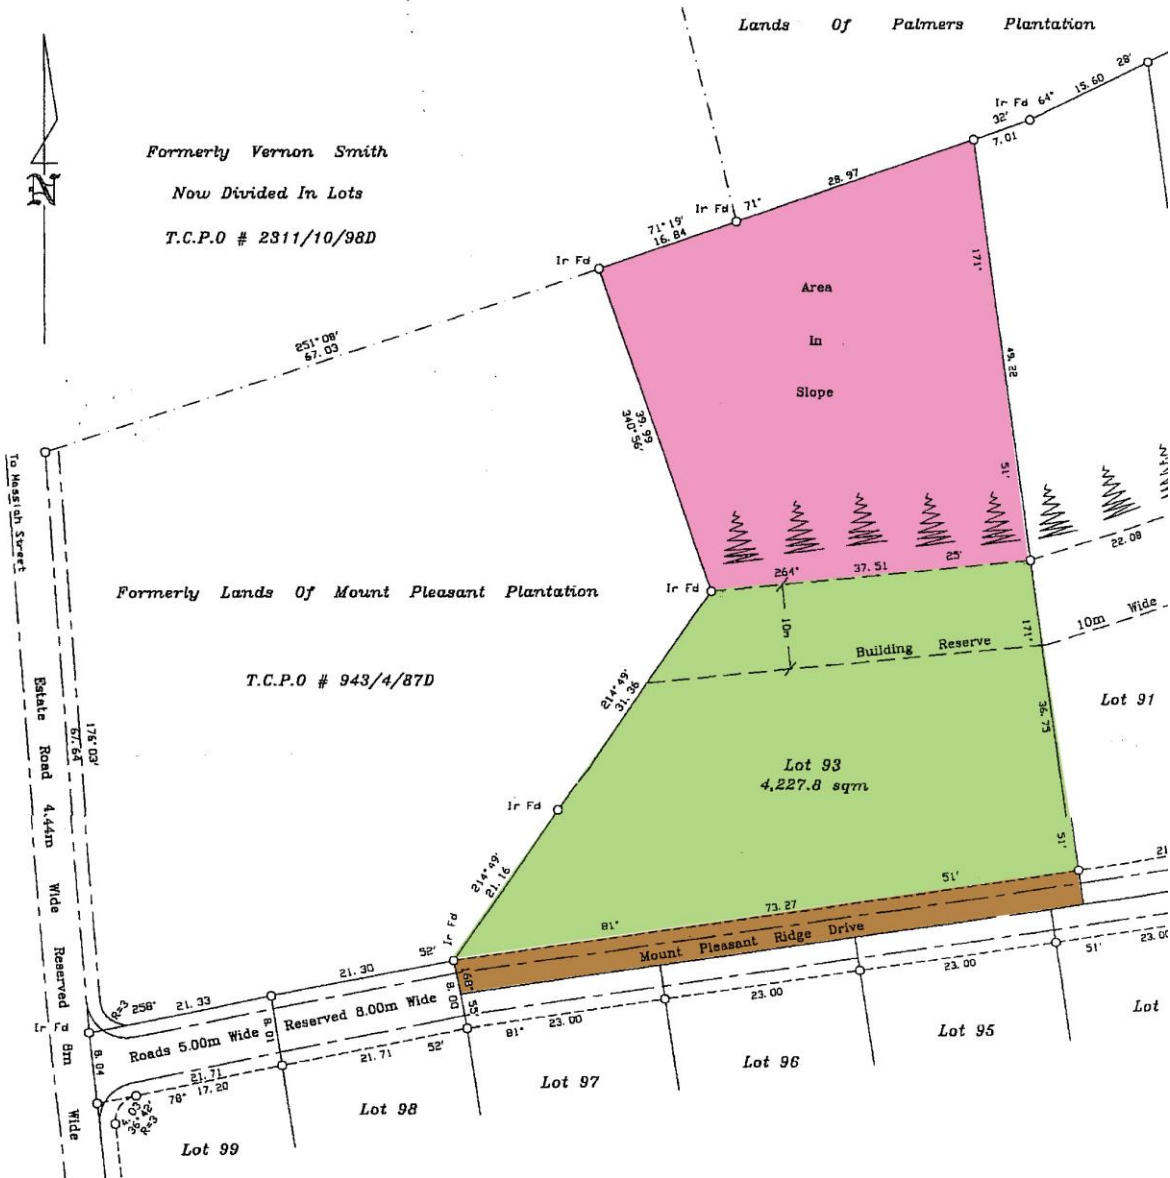 Lands Of Palmers Plantation
28'
15.60
Ir Fd 64°
32'
7.01
Formerly Vernon Smith
Now Divided In Lots
T.C.P.O # 2311/10/98D
N
28.97
Ir Fd 71°
71°19'
16.84
Ir Fd
171°
Area
In
Slope
251°08'
67.03
49.22
39.99
340°56'
51'
To Messiah Street
22.08
25'
264° 37.51
Ir Fd
Formerly Lands Of Mount Pleasant Plantation
T.C.P.O # 943/4/87D
10m
10m Wide
171°
Building Reserve
214°49'
31.36
Lot 91
36.75
Estate Road 4.44m Wide Reserved 8m Wide
176°03'
67.64
Lot 93
4,227.8 sqm
Ir Fd
51'
214°49'
21.16
21
51'
73.27
81°
Ir Fd
52'
Mount Pleasant Ridge Drive
21.30
168°
55'
8.00
51'
23.00
23.00
23.00
23.00
R=3 258° 21.33
Ir Fd
8.04
8.01
Roads 5.00m Wide Reserved 8.00m Wide
81°
52'
21.71
21.71
78° 17.20
4.03
36°42'
R=3
Lot
Lot 95
Lot 96
Lot 97
Lot 98
Lot 99